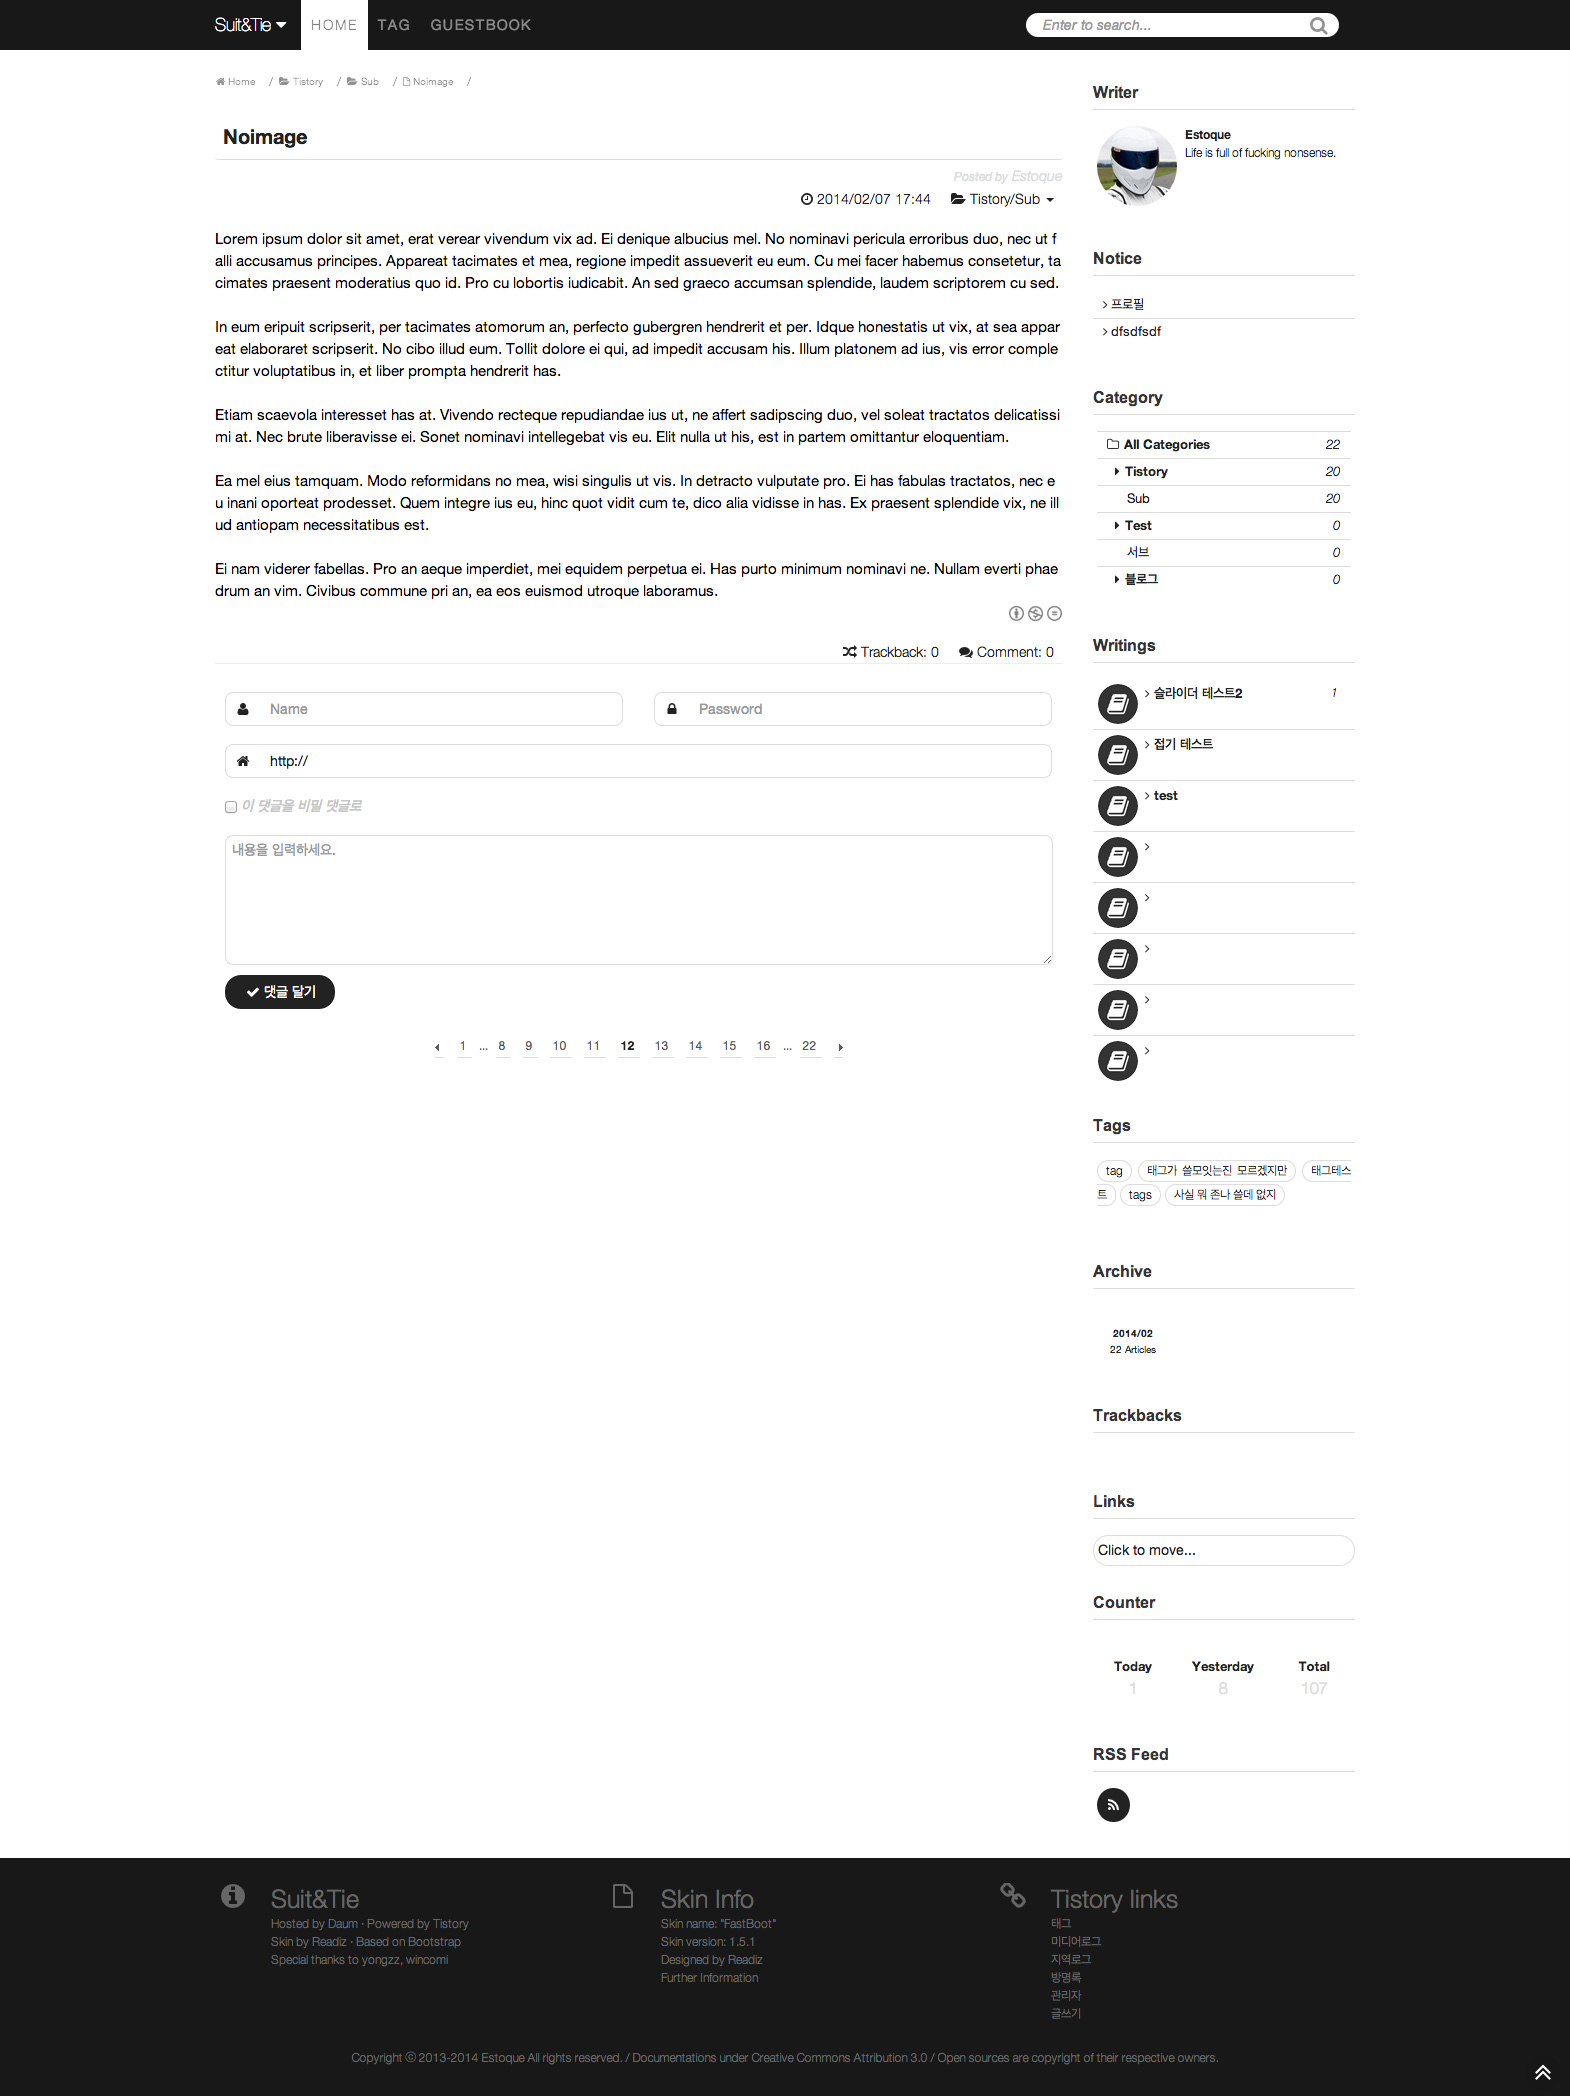 Suit&Tie HOME TAG GUESTBOOK Enter to search...
Home / Tistory / Sub / Noimage /
Noimage
Posted by Estoque
2014/02/07 17:44 Tistory/Sub
Lorem ipsum dolor sit amet, erat verear vivendum vix ad. Ei denique albucius mel. No nominavi pericula erroribus duo, nec ut f
alli accusamus principes. Appareat tacimates et mea, regione impedit assueverit eu eum. Cu mei facer habemus consetetur, ta
cimates praesent moderatius quo id. Pro cu lobortis iudicabit. An sed graeco accumsan splendide, laudem scriptorem cu sed.
In eum eripuit scripserit, per tacimates atomorum an, perfecto gubergren hendrerit et per. Idque honestatis ut vix, at sea appar
eat elaboraret scripserit. No cibo illud eum. Tollit dolore ei qui, ad impedit accusam his. Illum platonem ad ius, vis error comple
ctitur voluptatibus in, et liber prompta hendrerit has.
Etiam scaevola interesset has at. Vivendo recteque repudiandae ius ut, ne affert sadipscing duo, vel soleat tractatos delicatissi
mi at. Nec brute liberavisse ei. Sonet nominavi intellegebat vis eu. Elit nulla ut his, est in partem omittantur eloquentiam.
Ea mel eius tamquam. Modo reformidans no mea, wisi singulis ut vis. In detracto vulputate pro. Ei has fabulas tractatos, nec e
u inani oporteat prodesset. Quem integre ius eu, hinc quot vidit cum te, dico alia vidisse in has. Ex praesent splendide vix, ne ill
ud antiopam necessitatibus est.
Ei nam viderer fabellas. Pro an aeque imperdiet, mei equidem perpetua ei. Has purto minimum nominavi ne. Nullam everti phae
drum an vim. Civibus commune pri an, ea eos euismod utroque laboramus.
Trackback: 0 Comment: 0
Name Password
http://
이 댓글을 비밀 댓글로
내용을 입력하세요.
댓글 달기
1 ... 8 9 10 11 12 13 14 15 16 ... 22
Writer
Estoque
Life is full of fucking nonsense.
Notice
프로필
dfsdfsdf
Category
All Categories 22
Tistory 20
Sub 20
Test 0
서브 0
블로그 0
Writings
슬라이더 테스트2 1
접기 테스트
test
Tags
tag 태그가 쓸모잇는진 모르겠지만 태그테스
트 tags 사실 뭐 존나 쓸데 없지
Archive
2014/02
22 Articles
Trackbacks
Links
Click to move...
Counter
Today Yesterday Total
1 8 107
RSS Feed
Suit&Tie
Hosted by Daum · Powered by Tistory
Skin by Readiz · Based on Bootstrap
Special thanks to yongzz, wincomi
Skin Info
Skin name: "FastBoot"
Skin version: 1.5.1
Designed by Readiz
Further Information
Tistory links
태그
미디어로그
지역로그
방명록
관리자
글쓰기
Copyright ⓒ 2013-2014 Estoque All rights reserved. / Documentations under Creative Commons Attribution 3.0 / Open sources are copyright of their respective owners.